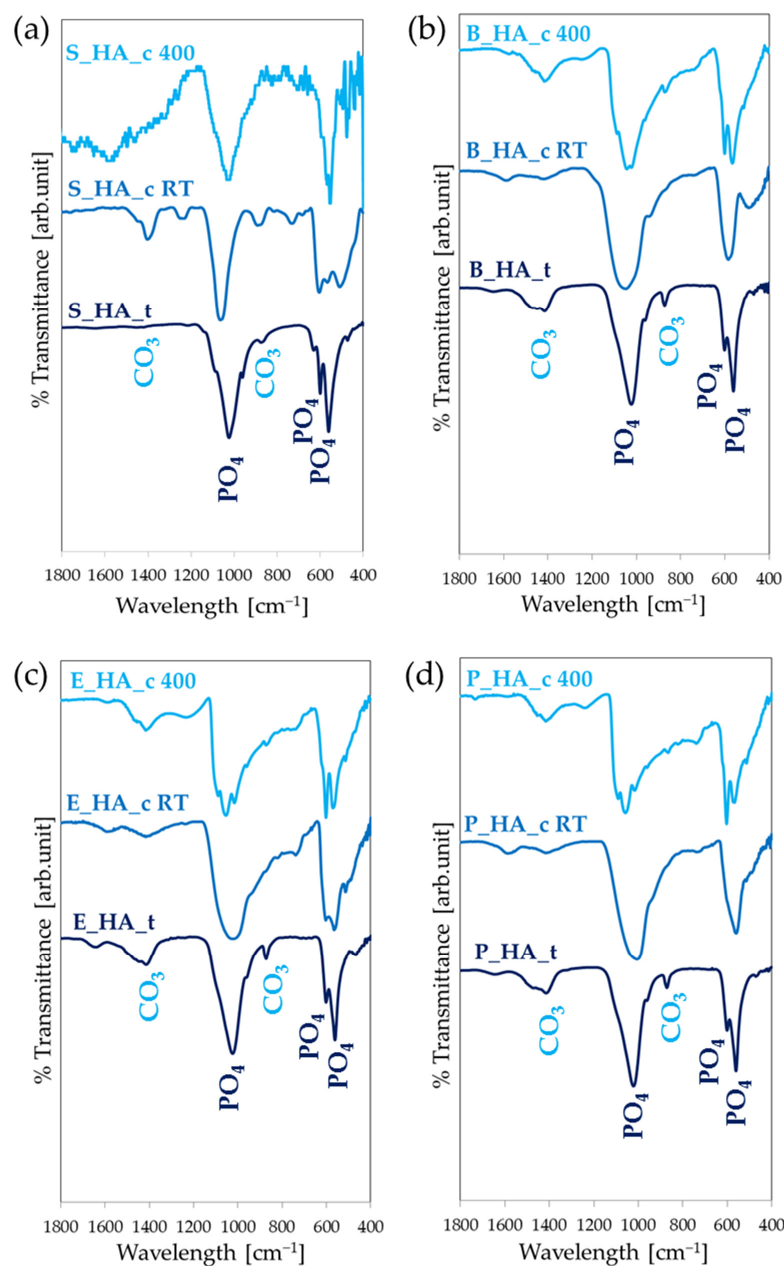 (a)
S_HA_c 400
S_HA_c RT
S_HA_t
CO₃
CO₃
PO₄
PO₄
PO₄
% Transmittance [arb.unit]
1800 1600 1400 1200 1000 800 600 400
Wavelength [cm⁻¹)
(b)
B_HA_c 400
B_HA_c RT
B_HA_t
CO₃
CO₃
PO₄
PO₄
PO₄
% Transmittance [arb.unit]
1800 1600 1400 1200 1000 800 600 400
Wavelength [cm⁻¹]
(c)
E_HA_c 400
E_HA_c RT
E_HA_t
CO₃
CO₃
PO₄
PO₄
PO₄
% Transmittance [arb.unit]
1800 1600 1400 1200 1000 800 600 400
Wavelength [cm⁻¹]
(d)
P_HA_c 400
P_HA_c RT
P_HA_t
CO₃
CO₃
PO₄
PO₄
PO₄
% Transmittance [arb.unit]
1800 1600 1400 1200 1000 800 600 400
Wavelength [cm⁻¹]